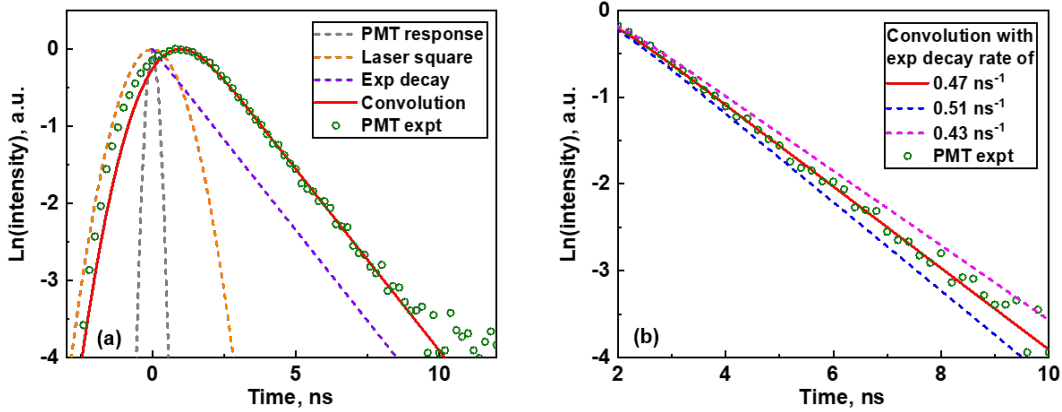 0
-1
-2
-3
-4
Ln(intensity), a.u.
PMT response
Laser square
Exp decay
Convolution
PMT expt
(a)
0
5
10
Time, ns
-0
-1
-2
-3
-4
Ln(intensity), a.u.
Convolution with
exp decay rate of
0.47 ns⁻¹
0.51 ns⁻¹
0.43 ns⁻¹
PMT expt
(b)
2
4
6
8
10
Time, ns